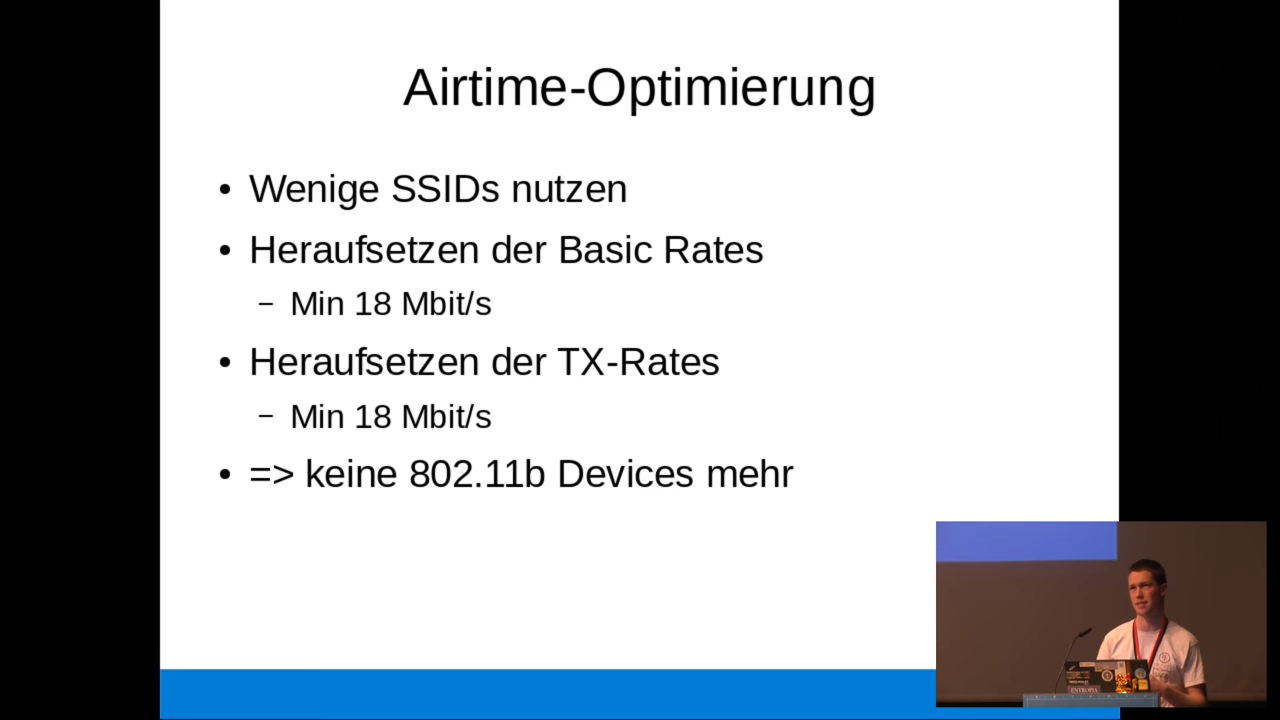 Airtime-Optimierung
• Wenige SSIDs nutzen
• Heraufsetzen der Basic Rates
– Min 18 Mbit/s
• Heraufsetzen der TX-Rates
– Min 18 Mbit/s
• => keine 802.11b Devices mehr
ENTROPIA